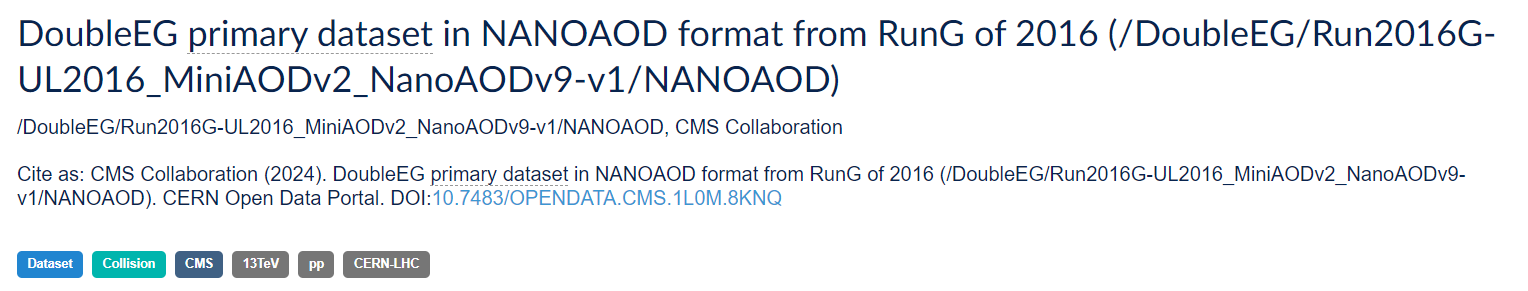 DoubleEG primary dataset in NANOAOD format from RunG of 2016 (/DoubleEG/Run2016G-
UL2016_MiniAODv2_NanoAODv9-v1/NANOAOD)
/DoubleEG/Run2016G-UL2016_MiniAODv2_NanoAODv9-v1/NANOAOD, CMS Collaboration
Cite as: CMS Collaboration (2024). DoubleEG primary dataset in NANOAOD format from RunG of 2016 (/DoubleEG/Run2016G-UL2016_MiniAODv2_NanoAODv9-
v1/NANOAOD). CERN Open Data Portal. DOI:10.7483/OPENDATA.CMS.1L0M.8KNQ
Dataset Collision CMS 13TeV pp CERN-LHC